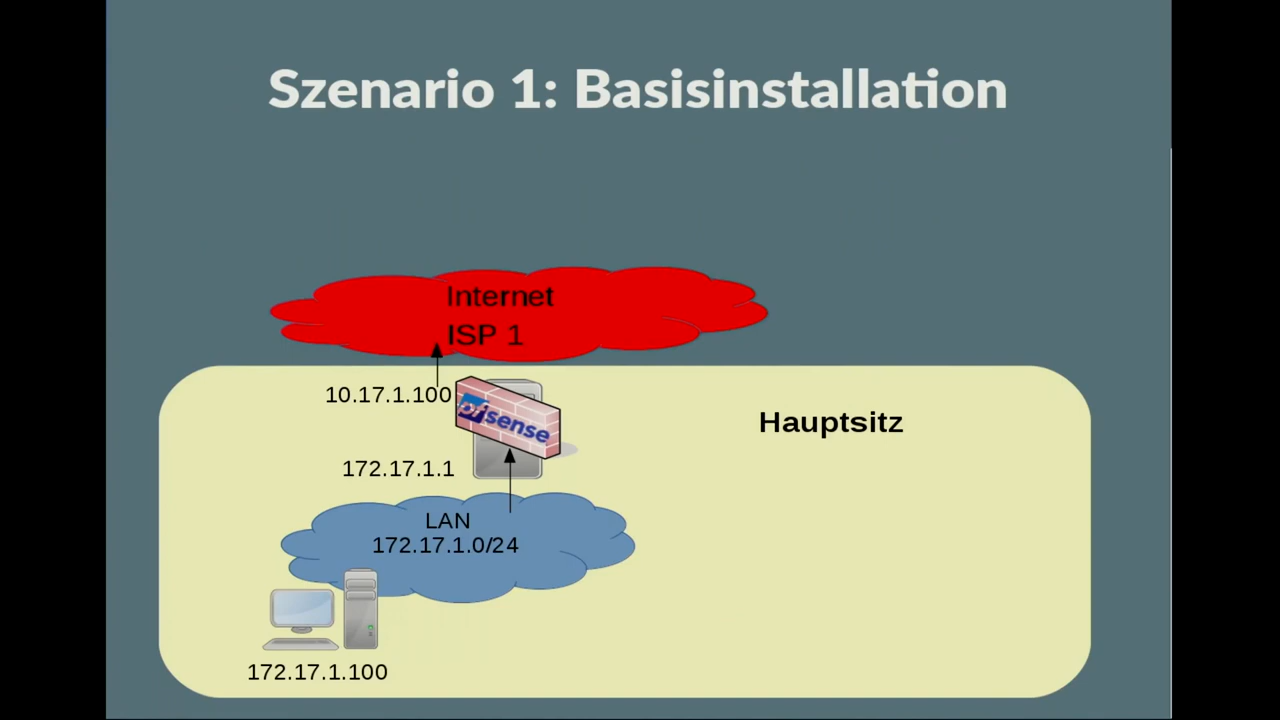 Szenario 1: Basisinstallation
Internet
ISP 1
10.17.1.100
pfsense
Hauptsitz
172.17.1.1
LAN
172.17.1.0/24
172.17.1.100